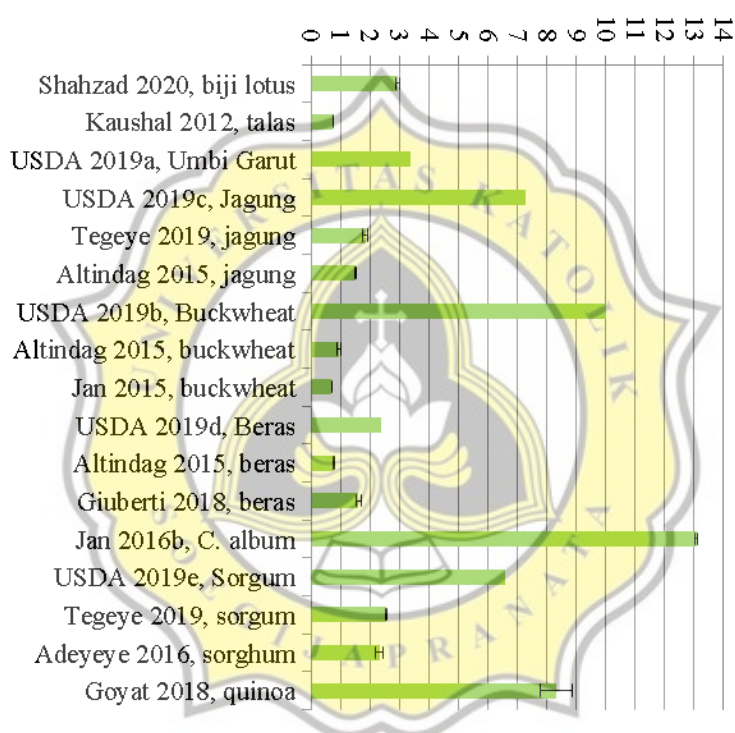 0 1 2 3 4 5 6 7 8 9 10 11 12 13 14
Shahzad 2020, biji lotus
Kaushal 2012, talas
USDA 2019a, Umbi Garut
USDA 2019c, Jagung
Tegeye 2019, jagung
Altindag 2015, jagung
USDA 2019b, Buckwheat
Altindag 2015, buckwheat
Jan 2015, buckwheat
USDA 2019d, Beras
Altindag 2015, beras
Giuberti 2018, beras
Jan 2016b, C. album
USDA 2019e, Sorgum
Tegeye 2019, sorgum
Adeyeye 2016, sorghum
Goyat 2018, quinoa
UNIVERSITAS KATOLIK
SOEGIJAPRANATA